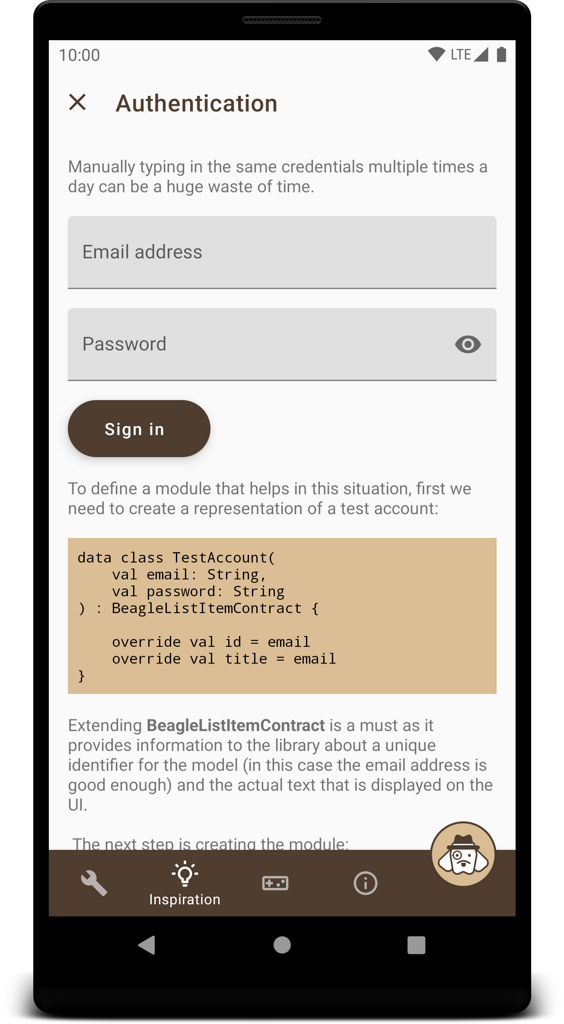 10:00
LTE
Authentication
Manually typing in the same credentials multiple times a
day can be a huge waste of time.
Email address
Password
Sign in
To define a module that helps in this situation, first we
need to create a representation of a test account:
data class TestAccount(
    val email: String,
    val password: String
) : BeagleListItemContract {
    override val id = email
    override val title = email
}
Extending BeagleListItemContract is a must as it
provides information to the library about a unique
identifier for the model (in this case the email address is
good enough) and the actual text that is displayed on the
UI.
The next step is creating the module:
Inspiration